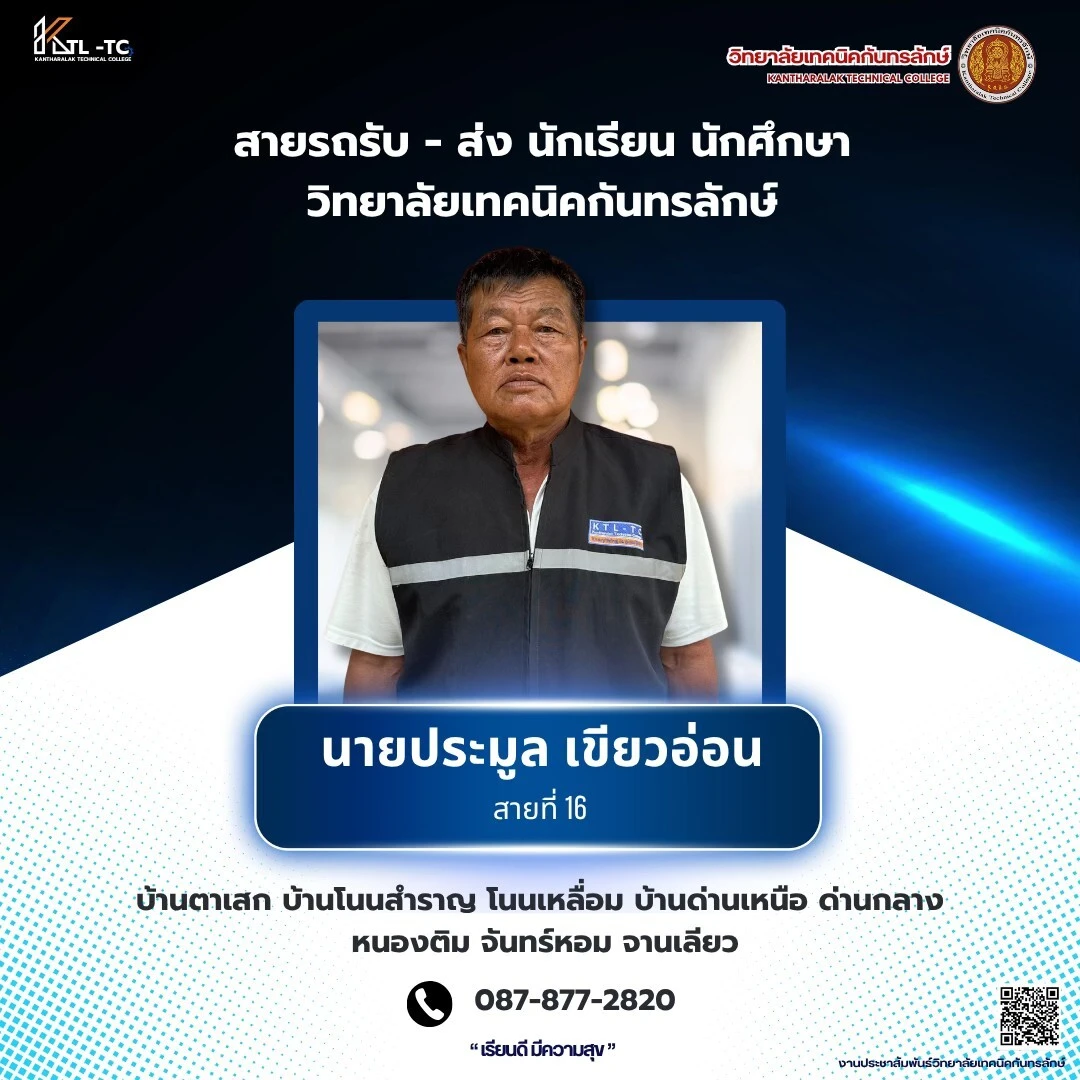 KTL -TC
KANTHARALAK TECHNICAL COLLEGE
วิทยาลัยเทคนิคกันทรลักษ์
KANTHARALAK TECHNICAL COLLEGE
สายรถรับ - ส่ง นักเรียน นักศึกษา
วิทยาลัยเทคนิคกันทรลักษ์
KTL - TC
นายประมูล เขียวอ่อน
สายที่ 16
บ้านตาเสก บ้านโนนสำราญ โนนเหลื่อม บ้านด่านเหนือ ด่านกลาง
หนองติม จันทร์หอม จานเลียว
087-877-2820
“ เรียนดี มีความสุข ”
งานประชาสัมพันธ์วิทยาลัยเทคนิคกันทรลักษ์